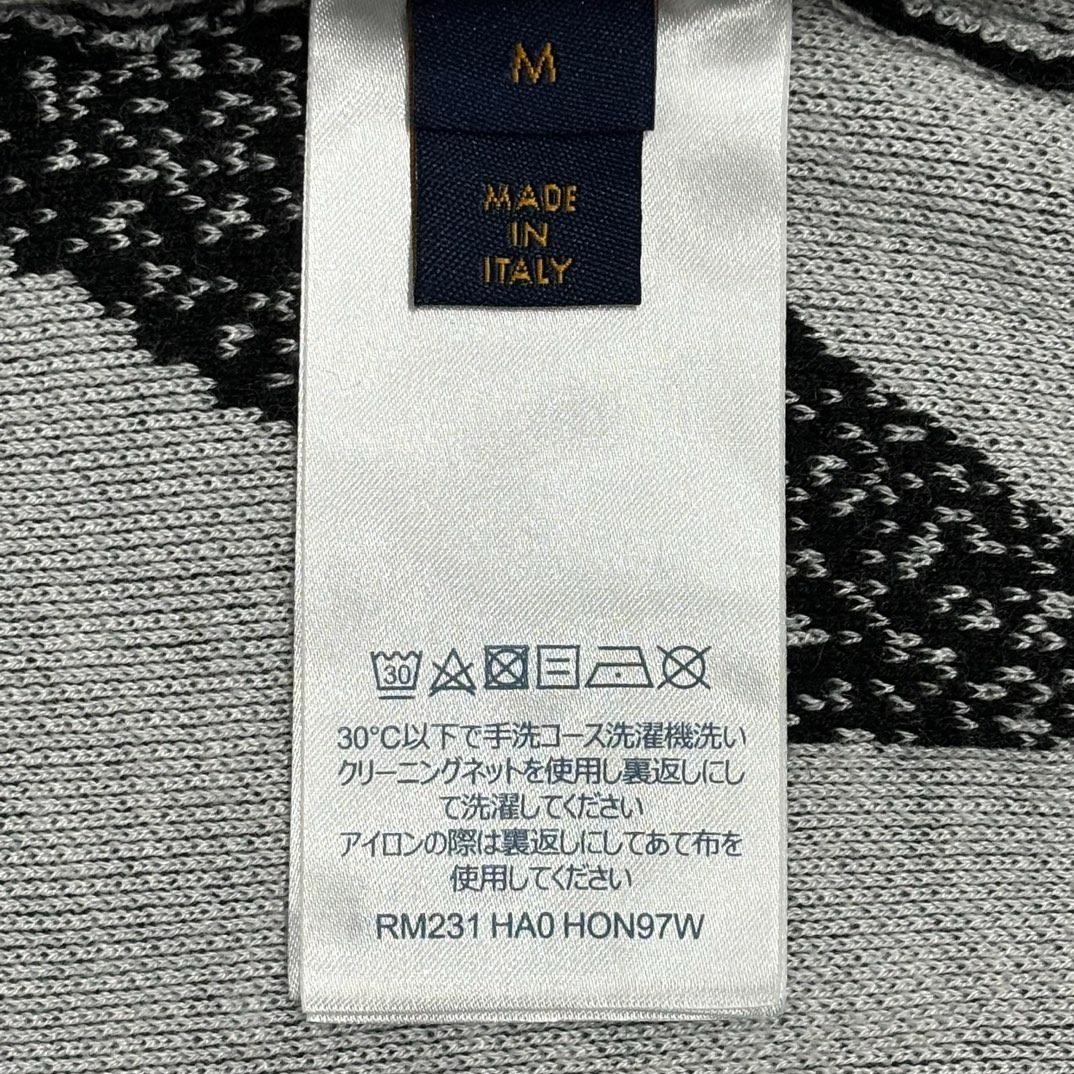 M
MADE
IN
ITALY
30
30°C以下で手洗コース洗濯機洗い
クリーニングネットを使用し裏返しにし
て洗濯してください
アイロンの際は裏返しにしてあて布を
使用してください
RM231 HA0 HON97W